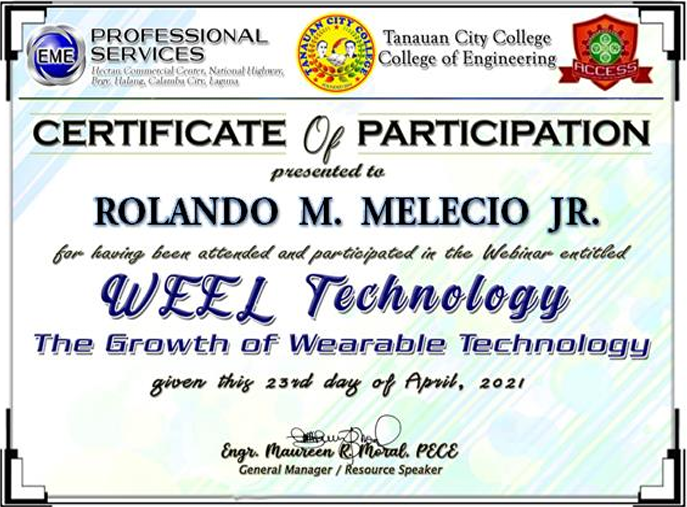 EME
PROFESSIONAL
SERVICES
Hectan Commercial Center, National Highway,
Brgy. Halang, Calamba City, Laguna
TANAUAN CITY COLLEGE
Tanauan City College
College of Engineering
ACCESS
CERTIFICATE Of PARTICIPATION
presented to
ROLANDO M. MELECIO JR.
for having been attended and participated in the Webinar entitled
WEEL Technology
The Growth of Wearable Technology
given this 23rd day of April, 2021
Engr. Maureen R. Moral, PECE
General Manager / Resource Speaker